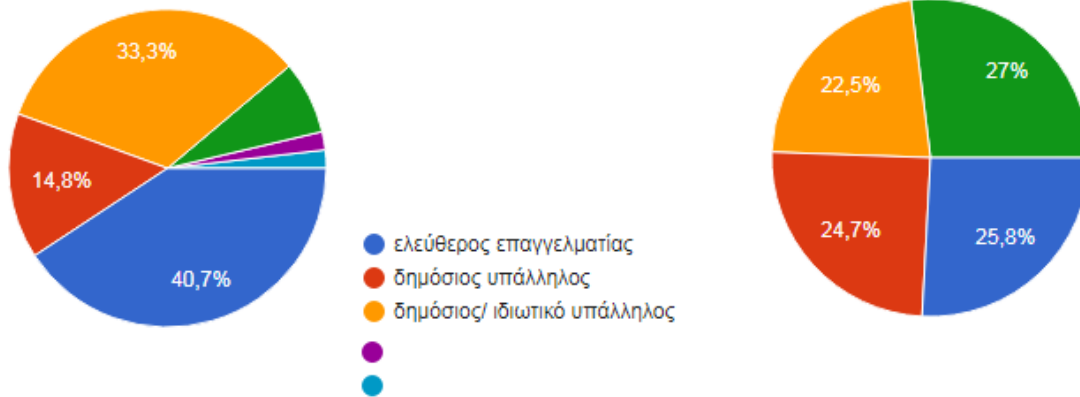 33,3%
14,8%
40,7%
ελεύθερος επαγγελματίας
δημόσιος υπάλληλος
δημόσιος/ ιδιωτικό υπάλληλος
27%
22,5%
24,7%
25,8%